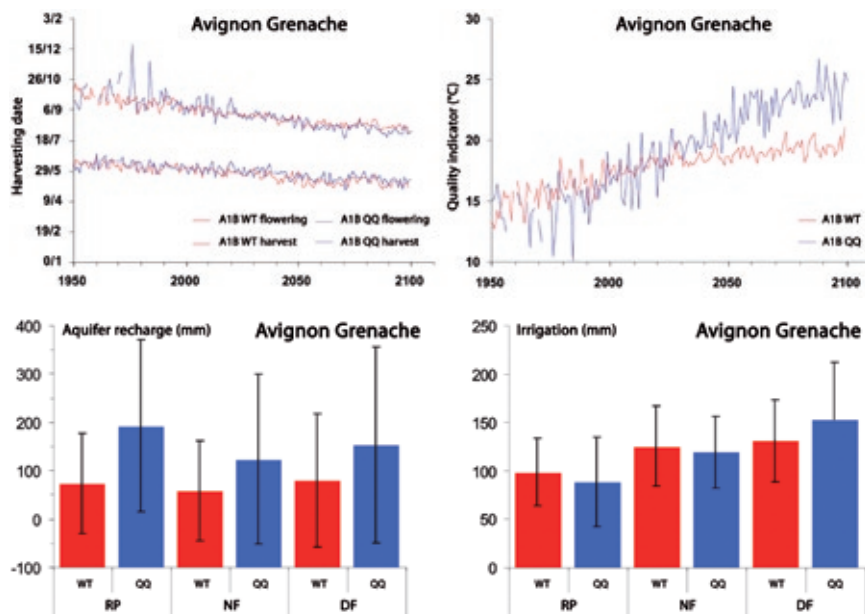 Avignon Grenache
Harvesting date
3/2
15/12
26/10
6/9
18/7
29/5
9/4
19/2
0/1
A1B WT flowering
A1B QQ flowering
A1B WT harvest
A1B QQ harvest
1950
2000
2050
2100
Avignon Grenache
Quality indicator (°C)
30
25
20
15
10
A1B WT
A1B QQ
1950
2000
2050
2100
Aquifer recharge (mm)
Avignon Grenache
400
300
200
100
0
-100
WT
QQ
WT
QQ
WT
QQ
RP
NF
DF
Irrigation (mm)
Avignon Grenache
250
200
150
100
50
0
WT
QQ
WT
QQ
WT
QQ
RP
NF
DF